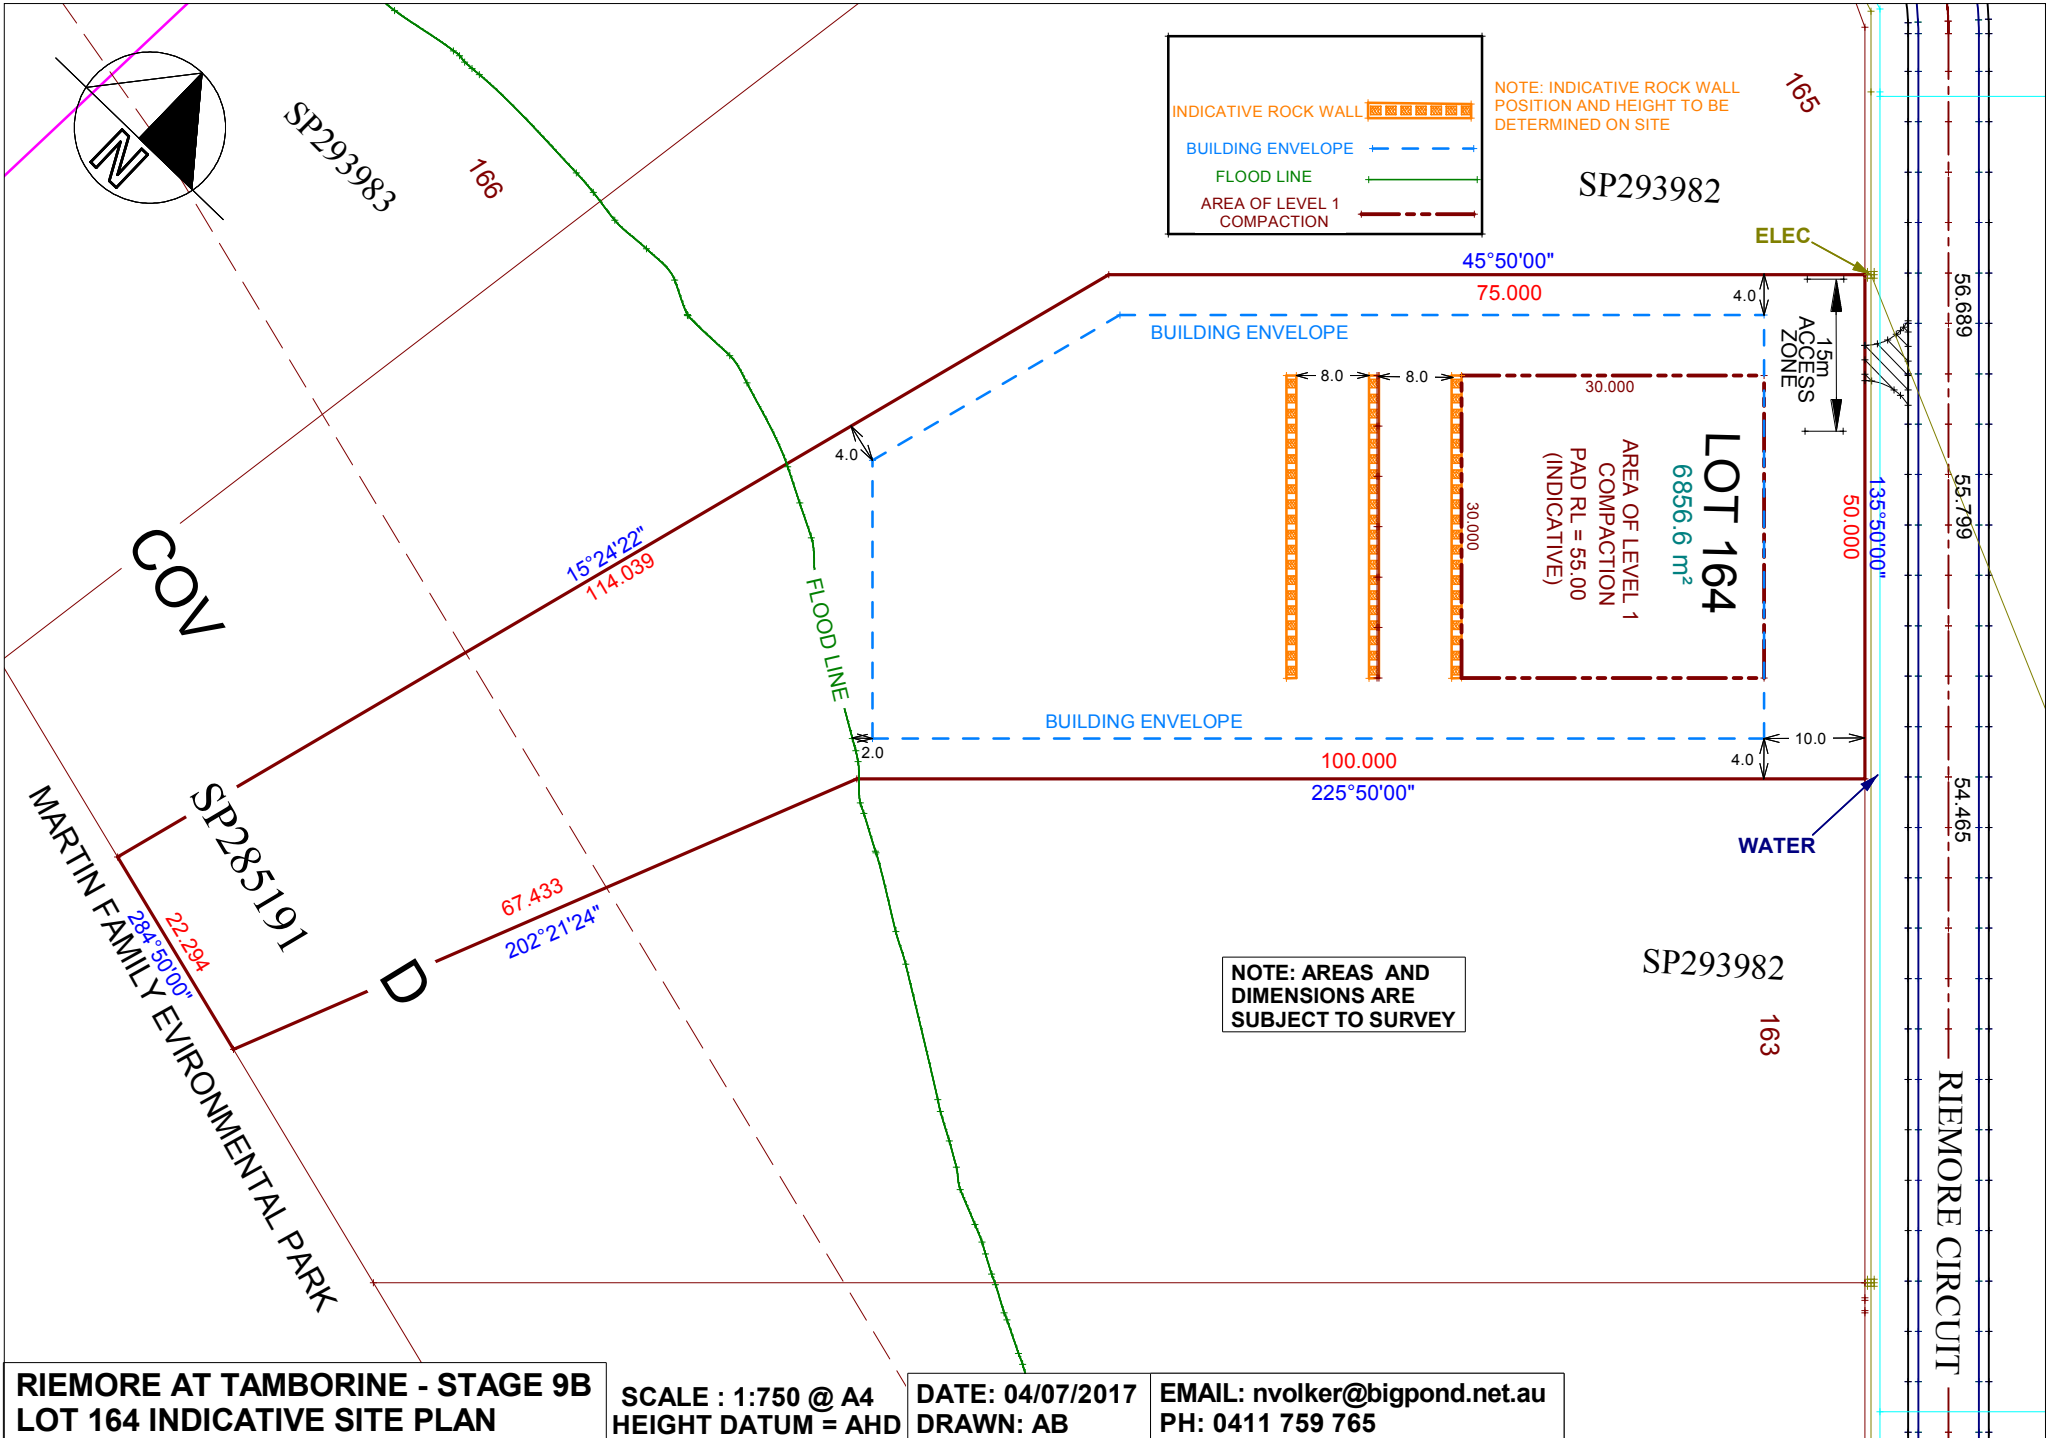 N
SP293983
166
INDICATIVE ROCK WALL
BUILDING ENVELOPE
FLOOD LINE
AREA OF LEVEL 1
COMPACTION
NOTE: INDICATIVE ROCK WALL
POSITION AND HEIGHT TO BE
DETERMINED ON SITE
165
SP293982
ELEC
45°50'00"
75.000
4.0
BUILDING ENVELOPE
15m
ACCESS
ZONE
56.689
8.0
8.0
30.000
4.0
LOT 164
6856.6 m²
AREA OF LEVEL 1
COMPACTION
PAD RL = 55.00
(INDICATIVE)
30.000
135°50'00"
50.000
55.799
COV
15°24'22"
114.039
FLOOD LINE
BUILDING ENVELOPE
2.0
10.0
4.0
100.000
225°50'00"
54.465
WATER
SP285191
MARTIN FAMILY EVIRONMENTAL PARK
22.294
284°50'00"
67.433
202°21'24"
D
NOTE: AREAS AND
DIMENSIONS ARE
SUBJECT TO SURVEY
SP293982
163
RIEMORE CIRCUIT
RIEMORE AT TAMBORINE - STAGE 9B
LOT 164 INDICATIVE SITE PLAN
SCALE : 1:750 @ A4
HEIGHT DATUM = AHD
DATE: 04/07/2017
DRAWN: AB
EMAIL: nvolker@bigpond.net.au
PH: 0411 759 765